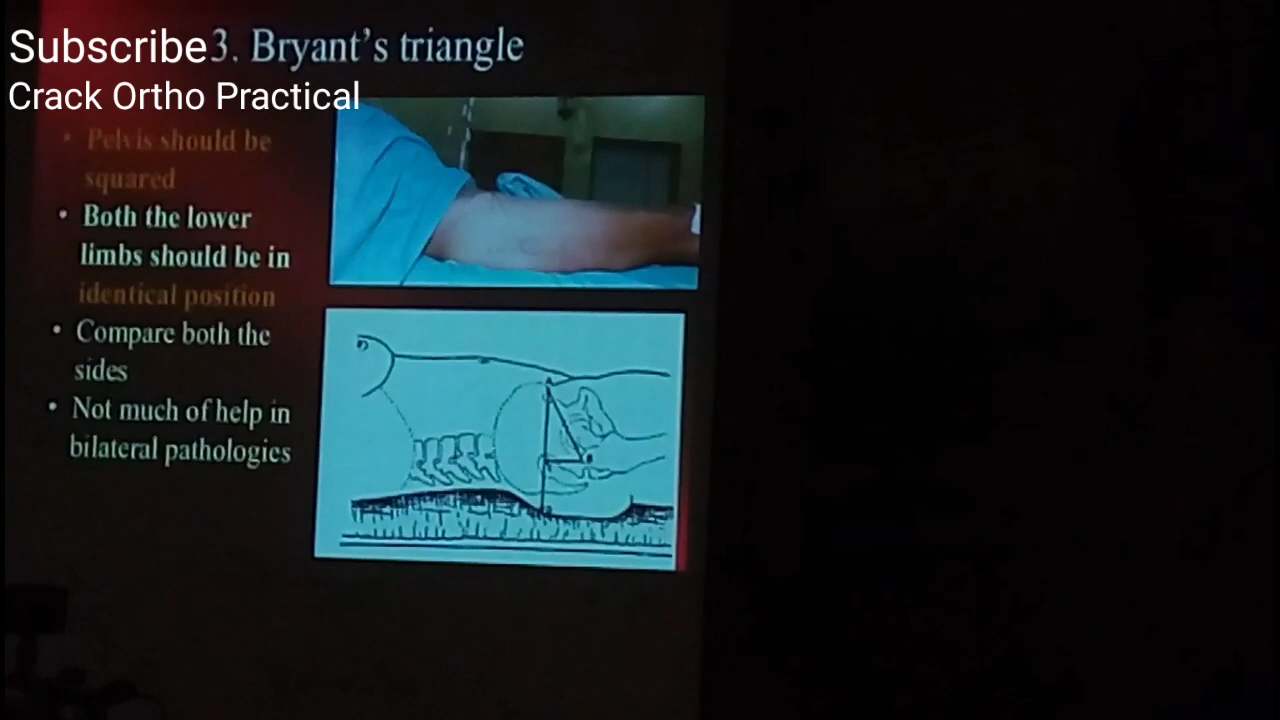 Subscribe
3. Bryant's triangle
Crack Ortho Practical
• Pelvis should be
squared
• Both the lower
limbs should be in
identical position
• Compare both the
sides
• Not much of help in
bilateral pathologies